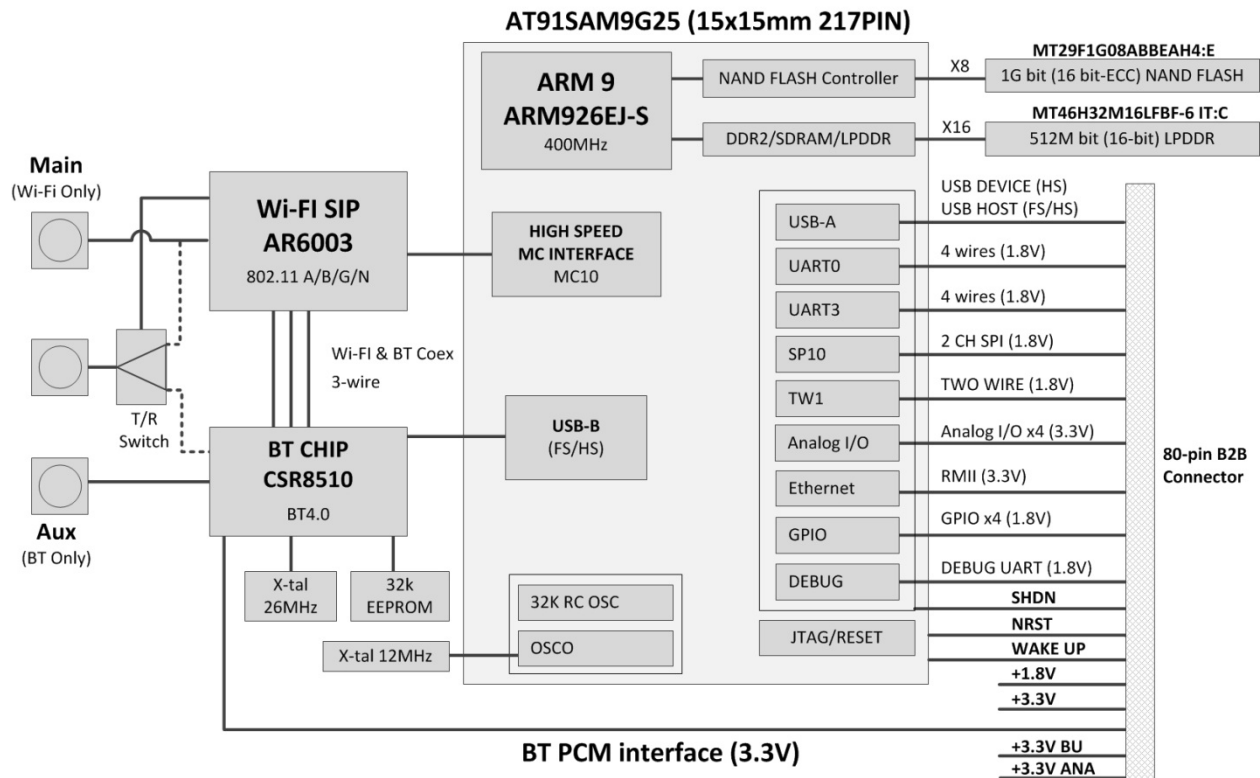 AT91SAM9G25 (15x15mm 217PIN)
ARM 9
ARM926EJ-S
400MHz
NAND FLASH Controller
X8
MT29F1G08ABBEAH4:E
1G bit (16 bit-ECC) NAND FLASH
DDR2/SDRAM/LPDDR
X16
MT46H32M16LFBF-6 IT:C
512M bit (16-bit) LPDDR
Main
(Wi-Fi Only)
Wi-FI SIP
AR6003
802.11 A/B/G/N
HIGH SPEED
MC INTERFACE
MC10
T/R
Switch
Wi-FI & BT Coex
3-wire
BT CHIP
CSR8510
BT4.0
USB-B
(FS/HS)
Aux
(BT Only)
X-tal
26MHz
32k
EEPROM
X-tal 12MHz
32K RC OSC
OSCO
USB-A
USB DEVICE (HS)
USB HOST (FS/HS)
UART0
4 wires (1.8V)
UART3
4 wires (1.8V)
SP10
2 CH SPI (1.8V)
TW1
TWO WIRE (1.8V)
Analog I/O
Analog I/O x4 (3.3V)
Ethernet
RMII (3.3V)
GPIO
GPIO x4 (1.8V)
DEBUG
DEBUG UART (1.8V)
SHDN
JTAG/RESET
NRST
WAKE UP
+1.8V
+3.3V
80-pin B2B
Connector
BT PCM interface (3.3V)
+3.3V BU
+3.3V ANA